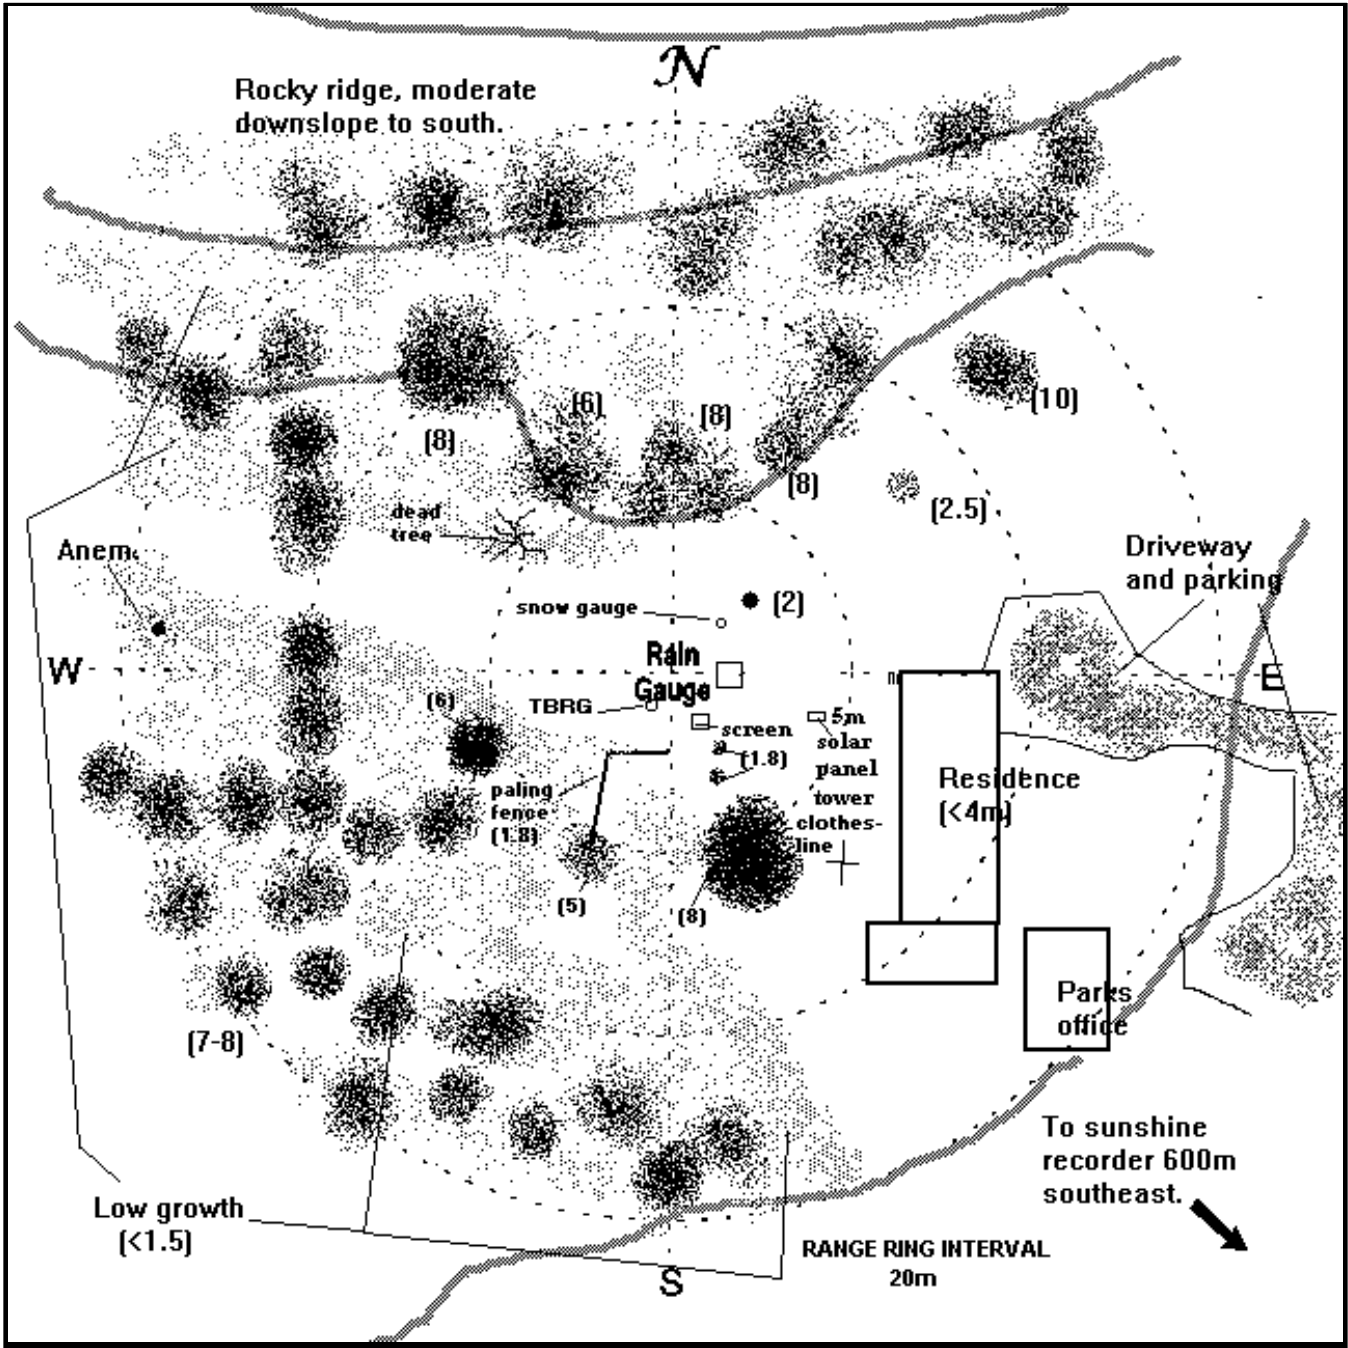 N
Rocky ridge, moderate
downslope to south.
(6)
(8)
(10)
(8)
(8)
(2.5)
dead
tree
Anem.
Driveway
and parking
snow gauge
(2)
W
Rain
Gauge
E
(6)
TBRG
screen
5m
solar
panel
tower
(1.8)
Residence
(<4m)
paling
fence
(1.8)
clothes-
line
(5)
(8)
Parks
office
(7-8)
To sunshine
recorder 600m
southeast.
Low growth
(<1.5)
RANGE RING INTERVAL
20m
S